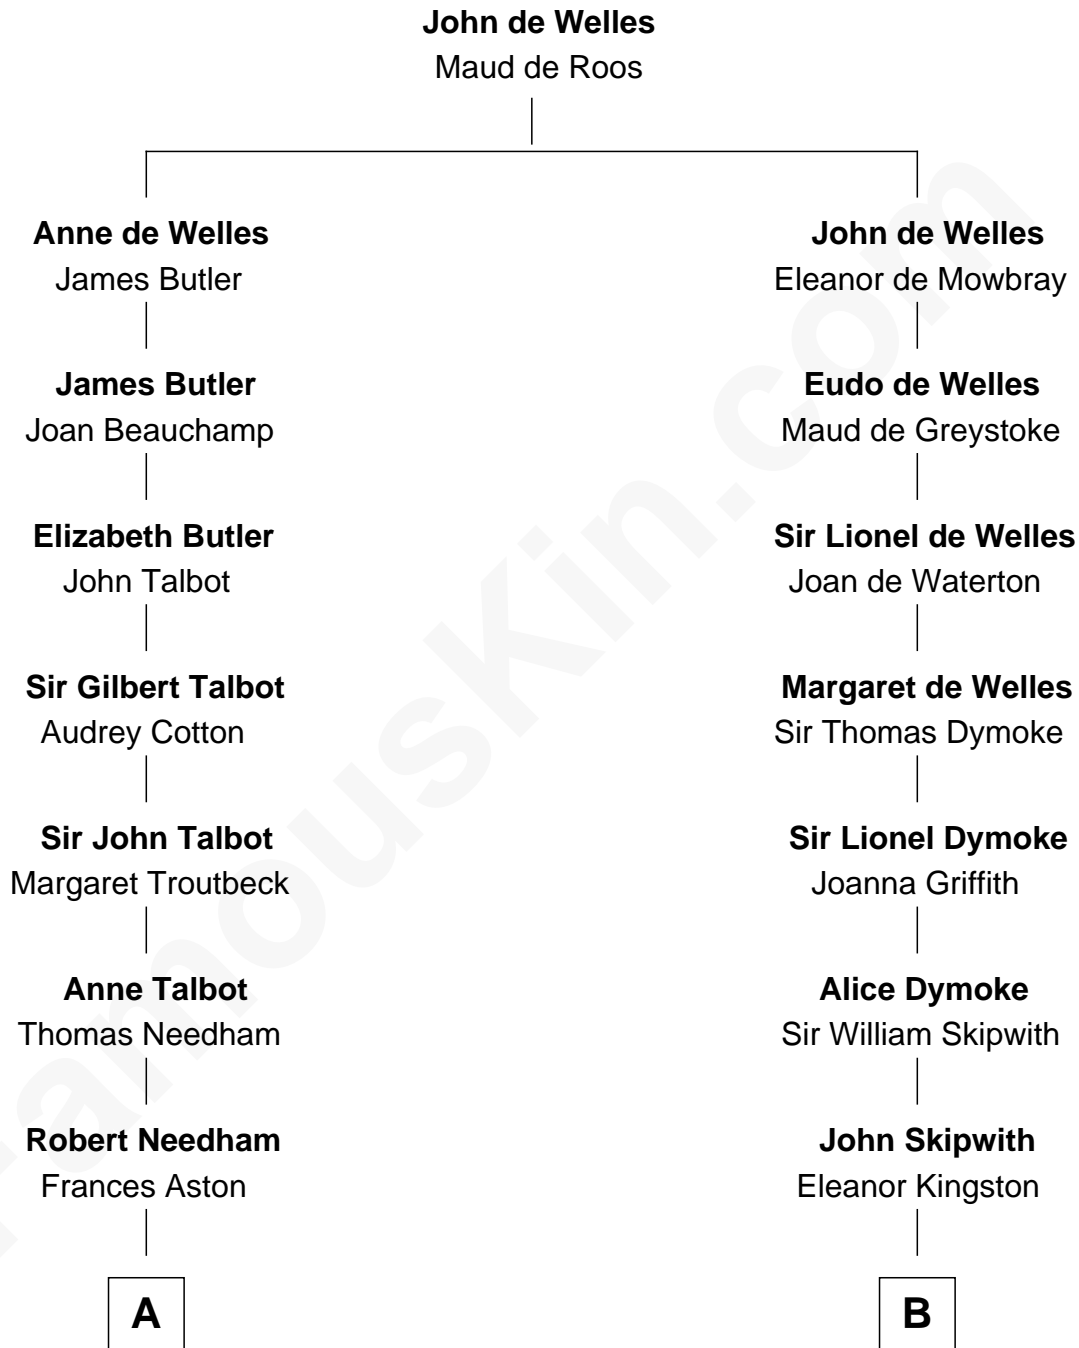 John de Welles
Maud de Roos
Anne de Welles
James Butler
John de Welles
Eleanor de Mowbray
James Butler
Joan Beauchamp
Eudo de Welles
Maud de Greystoke
Elizabeth Butler
John Talbot
Sir Lionel de Welles
Joan de Waterton
Sir Gilbert Talbot
Audrey Cotton
Margaret de Welles
Sir Thomas Dymoke
Sir John Talbot
Margaret Troutbeck
Sir Lionel Dymoke
Joanna Griffith
Anne Talbot
Thomas Needham
Alice Dymoke
Sir William Skipwith
Robert Needham
Frances Aston
John Skipwith
Eleanor Kingston
A
B
FamousKin.com